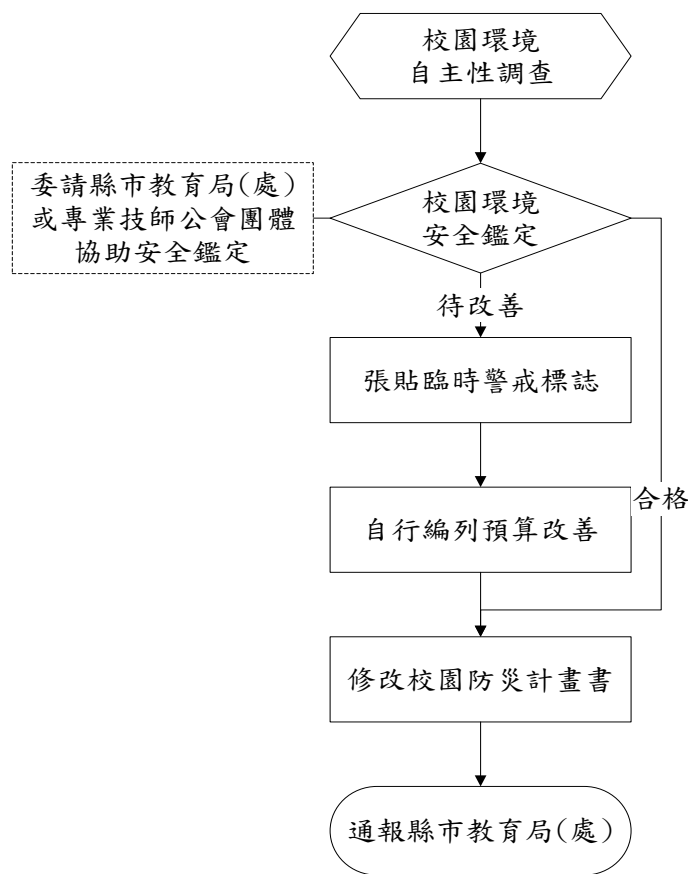 校園環境
自主性調查
委請縣市教育局(處)
或專業技師公會團體
協助安全鑑定
校園環境
安全鑑定
待改善
張貼臨時警戒標誌
合格
自行編列預算改善
修改校園防災計畫書
通報縣市教育局(處)